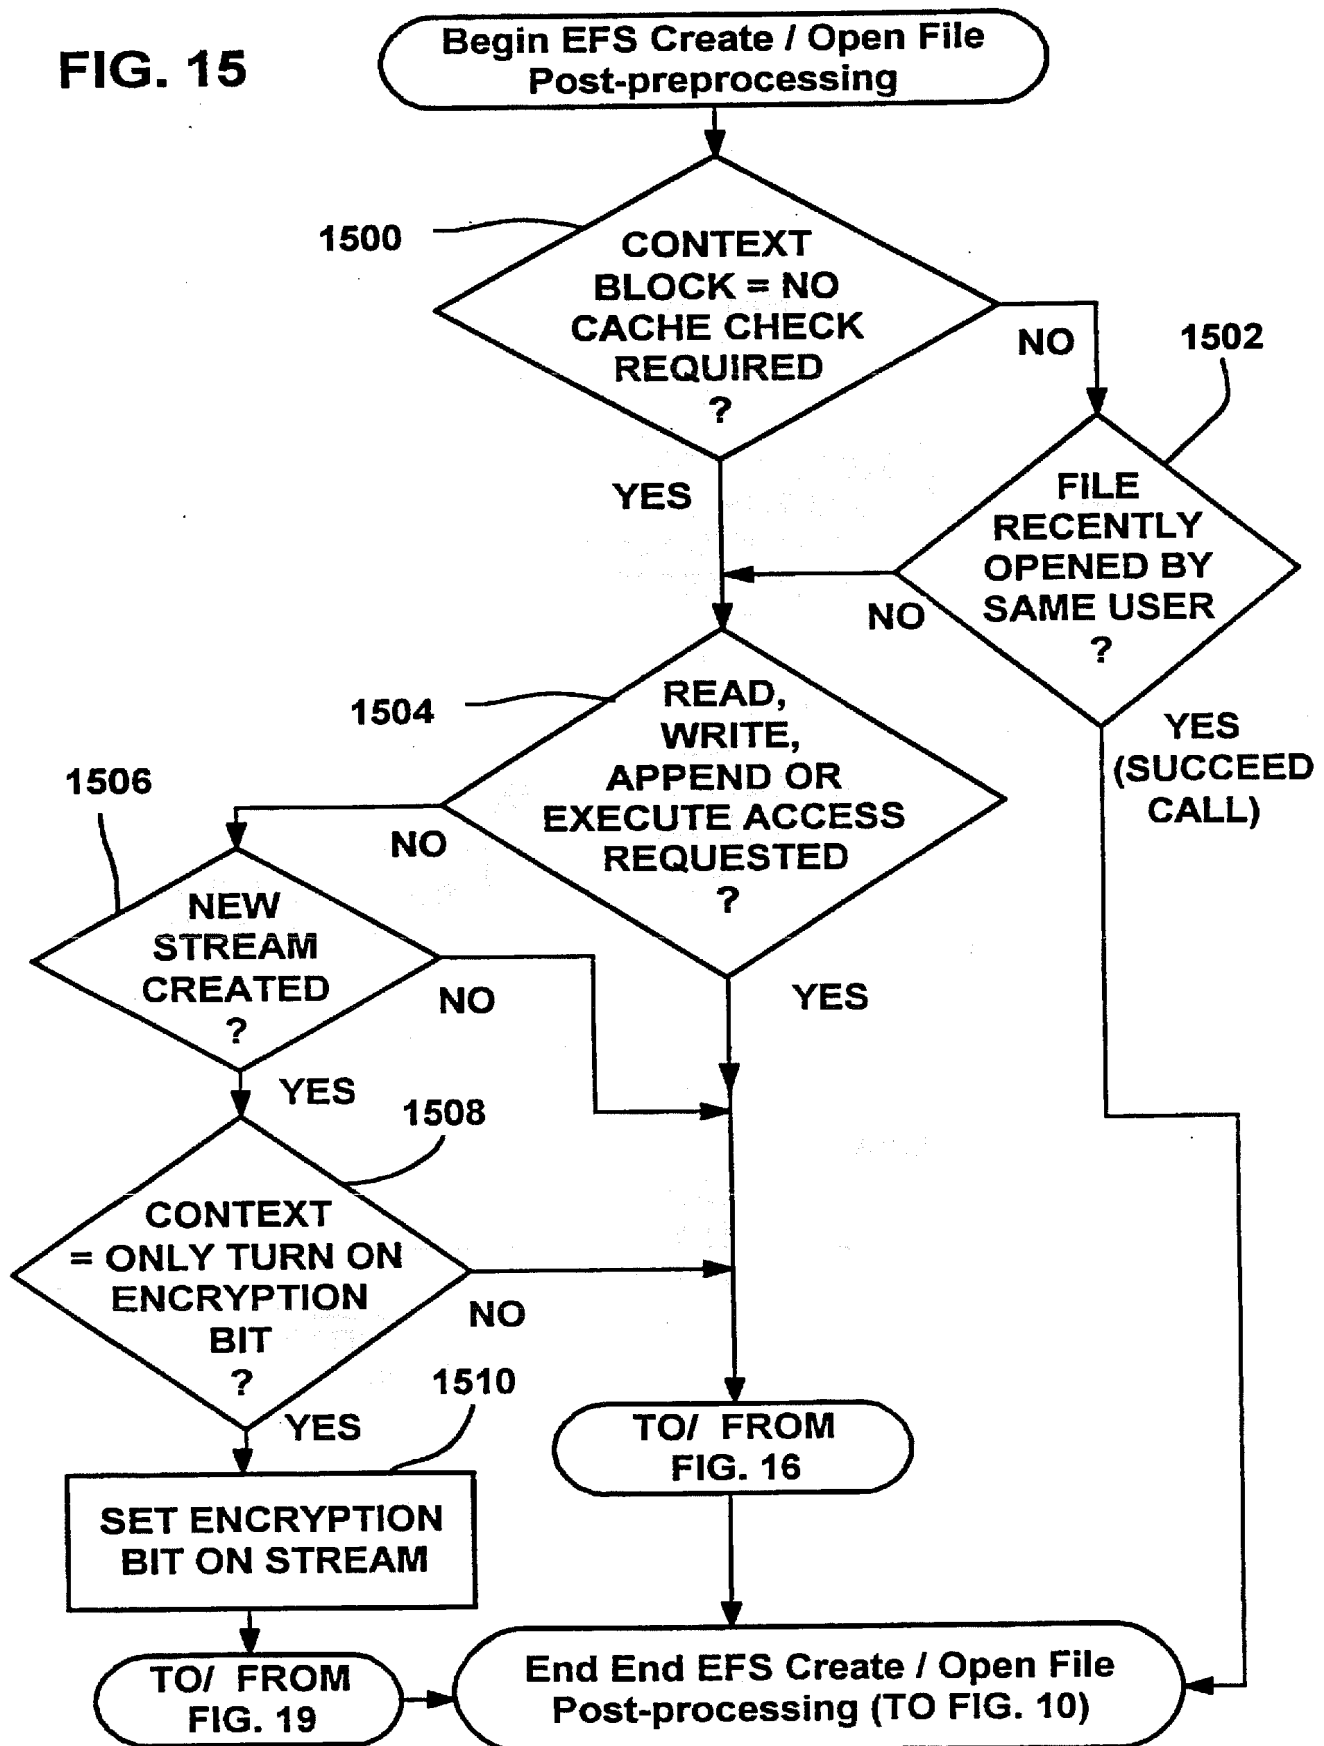 FIG. 15
Begin EFS Create / Open File
Post-preprocessing
1500
CONTEXT
BLOCK = NO
CACHE CHECK
REQUIRED
?
NO
1502
YES
FILE
RECENTLY
OPENED BY
SAME USER
?
NO
YES
(SUCCEED
CALL)
1504
READ,
WRITE,
APPEND OR
EXECUTE ACCESS
REQUESTED
?
NO
YES
1506
NEW
STREAM
CREATED
?
NO
YES
1508
CONTEXT
= ONLY TURN ON
ENCRYPTION
BIT
?
NO
YES
1510
SET ENCRYPTION
BIT ON STREAM
TO/ FROM
FIG. 16
TO/ FROM
FIG. 19
End End EFS Create / Open File
Post-processing (TO FIG. 10)